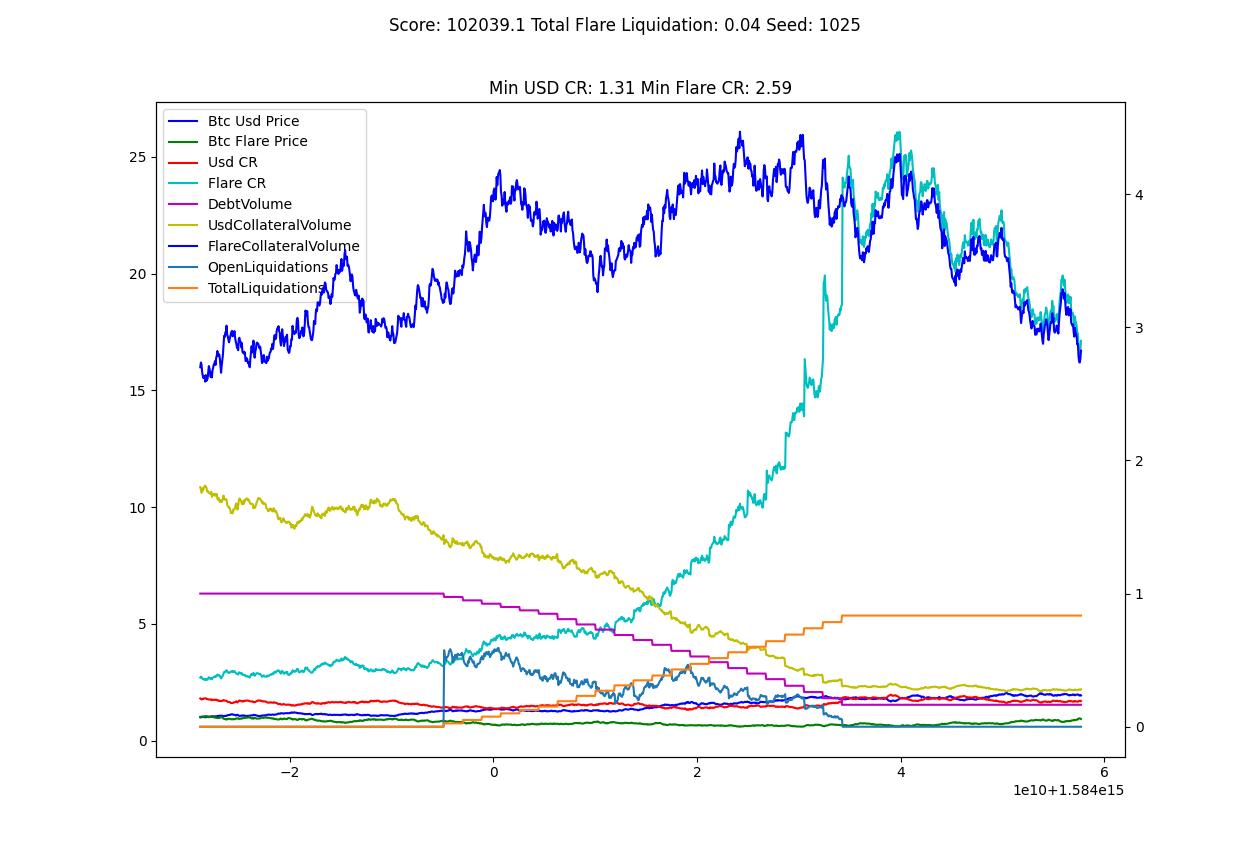 Score: 102039.1 Total Flare Liquidation: 0.04 Seed: 1025
Min USD CR: 1.31 Min Flare CR: 2.59
Btc Usd Price
Btc Flare Price
Usd CR
Flare CR
DebtVolume
UsdCollateralVolume
FlareCollateralVolume
OpenLiquidations
TotalLiquidations
25
20
15
10
5
0
4
3
2
1
0
−2
0
2
4
6
1e10+1.584e15